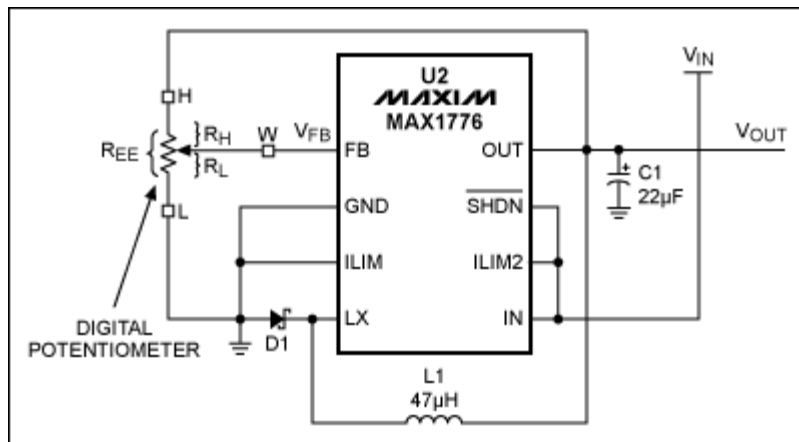 U2
MAXIM
MAX1776
V_IN
H
R_EE
R_H
R_L
W
V_FB
FB
OUT
V_OUT
C1
+
22µF
L
GND
SHDN
ILIM
ILIM2
LX
IN
D1
DIGITAL
POTENTIOMETER
L1
47µH